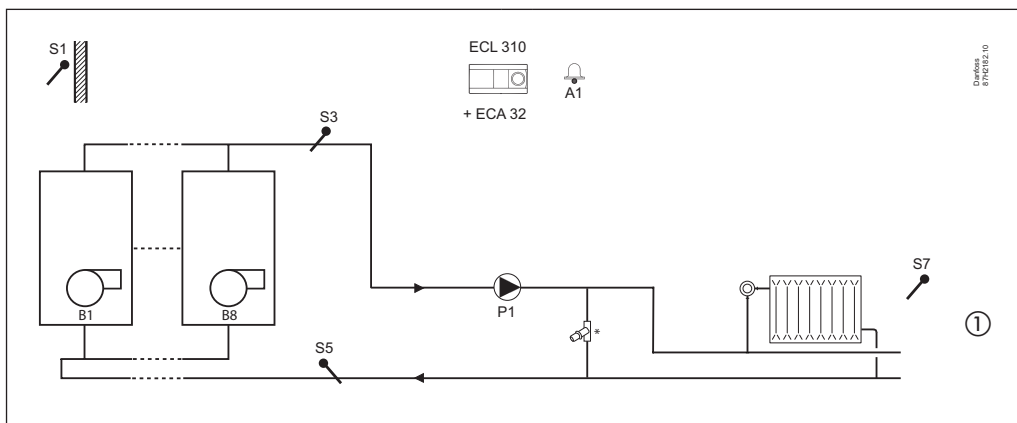 S1
ECL 310
A1
+ ECA 32
Danfoss
87H2182.10
S3
B1
B8
P1
*
S7
①
S5